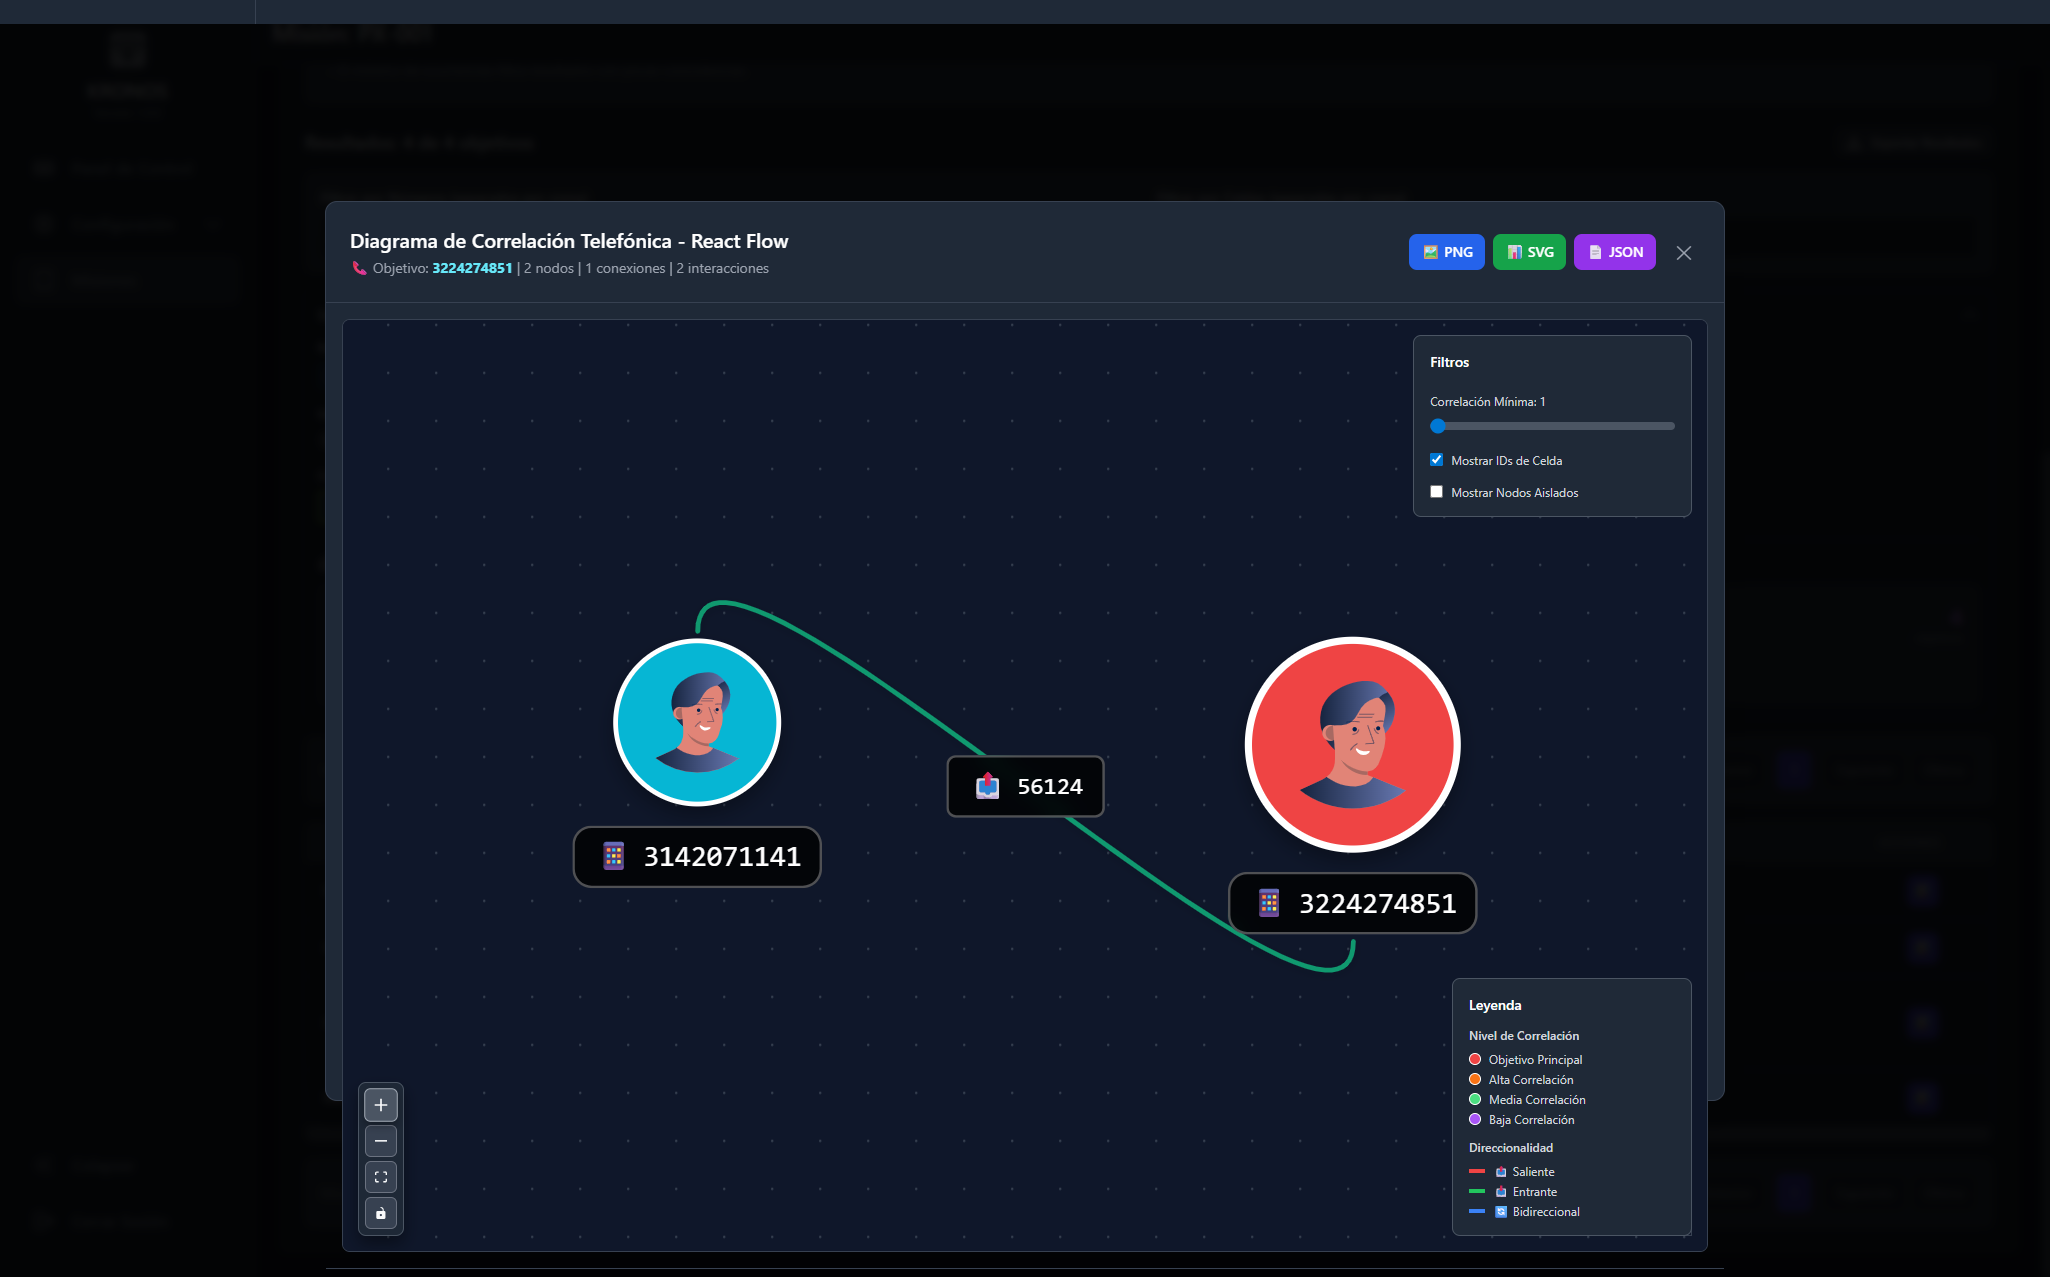 Diagrama de Correlación Telefónica - React Flow
Objetivo: 3224274851 | 2 nodos | 1 conexiones | 2 interacciones
PNG
SVG
JSON
Filtros
Correlación Mínima: 1
Mostrar IDs de Celda
Mostrar Nodos Aislados
56124
3142071141
3224274851
Leyenda
Nivel de Correlación
Objetivo Principal
Alta Correlación
Media Correlación
Baja Correlación
Direccionalidad
Saliente
Entrante
Bidireccional